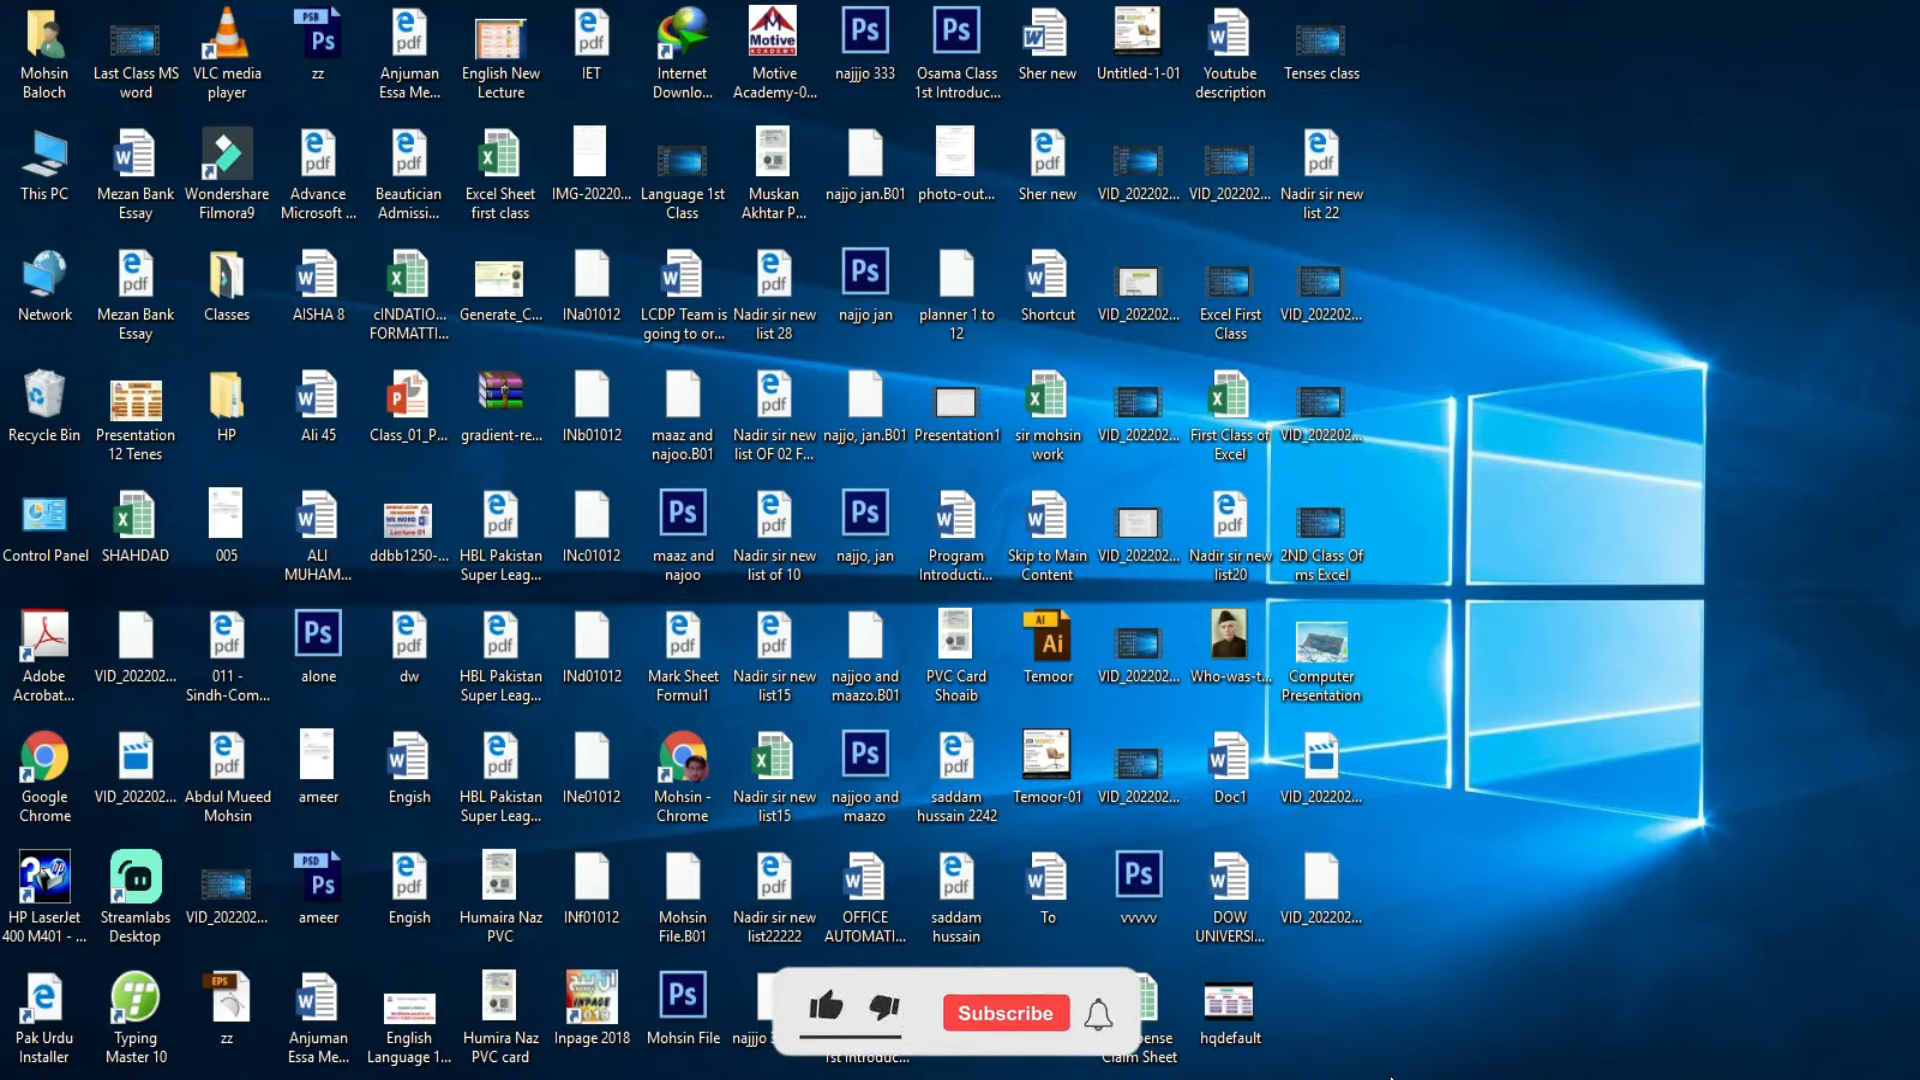 Mohsin
Baloch
Last Class MS
word
VLC media
player
zz
Anjuman
Essa Me...
English New
Lecture
IET
Internet
Downlo...
Motive
Academy-0...
najjjo 333
Osama Class
1st Introduc...
Sher new
Untitled-1-01
Youtube
description
Tenses class
This PC
Mezan Bank
Essay
Wondershare
Filmora9
Advance
Microsoft ...
Beautician
Admissi...
Excel Sheet
first class
IMG-20220...
Language 1st
Class
Muskan
Akhtar P...
najjo jan.B01
photo-out...
Sher new
VID_202202...
VID_202202...
Nadir sir new
list 22
Network
Mezan Bank
Essay
Classes
AISHA 8
cINDATIO...
FORMATTI...
Generate_C...
INa01012
LCDP Team is
going to or...
Nadir sir new
list 28
najjo jan
planner 1 to
12
Shortcut
VID_202202...
Excel First
Class
VID_202202...
Recycle Bin
Presentation
12 Tenes
HP
Ali 45
Class_01_P...
gradient-re...
INb01012
maaz and
najoo.B01
Nadir sir new
list OF 02 F...
najjo, jan.B01
Presentation1
sir mohsin
work
VID_202202...
First Class of
Excel
VID_202202...
Control Panel
SHAHDAD
005
ALI
MUHAM...
ddbb1250-...
HBL Pakistan
Super Leag...
INc01012
maaz and
najoo
Nadir sir new
list of 10
najjo, jan
Program
Introducti...
Skip to Main
Content
VID_202202...
Nadir sir new
list20
2ND Class Of
ms Excel
Adobe
Acrobat...
VID_202202...
011 -
Sindh-Com...
alone
dw
HBL Pakistan
Super Leag...
INd01012
Mark Sheet
Formul1
Nadir sir new
list15
najjoo and
maazo.B01
PVC Card
Shoaib
Temoor
VID_202202...
Who-was-t...
Computer
Presentation
Google
Chrome
VID_202202...
Abdul Mueed
Mohsin
ameer
Engish
HBL Pakistan
Super Leag...
INe01012
Mohsin -
Chrome
Nadir sir new
list15
najjoo and
maazo
saddam
hussain 2242
Temoor-01
VID_202202...
Doc1
VID_202202...
HP LaserJet
400 M401 - ...
Streamlabs
Desktop
VID_202202...
ameer
Engish
Humaira Naz
PVC
INf01012
Mohsin
File.B01
Nadir sir new
list22222
OFFICE
AUTOMATI...
saddam
hussain
To
vvvvv
DOW
UNIVERSI...
VID_202202...
Pak Urdu
Installer
Typing
Master 10
zz
Anjuman
Essa Me...
English
Language 1...
Humira Naz
PVC card
Inpage 2018
Mohsin File
najjo
Subscribe
Claim Sheet
hqdefault